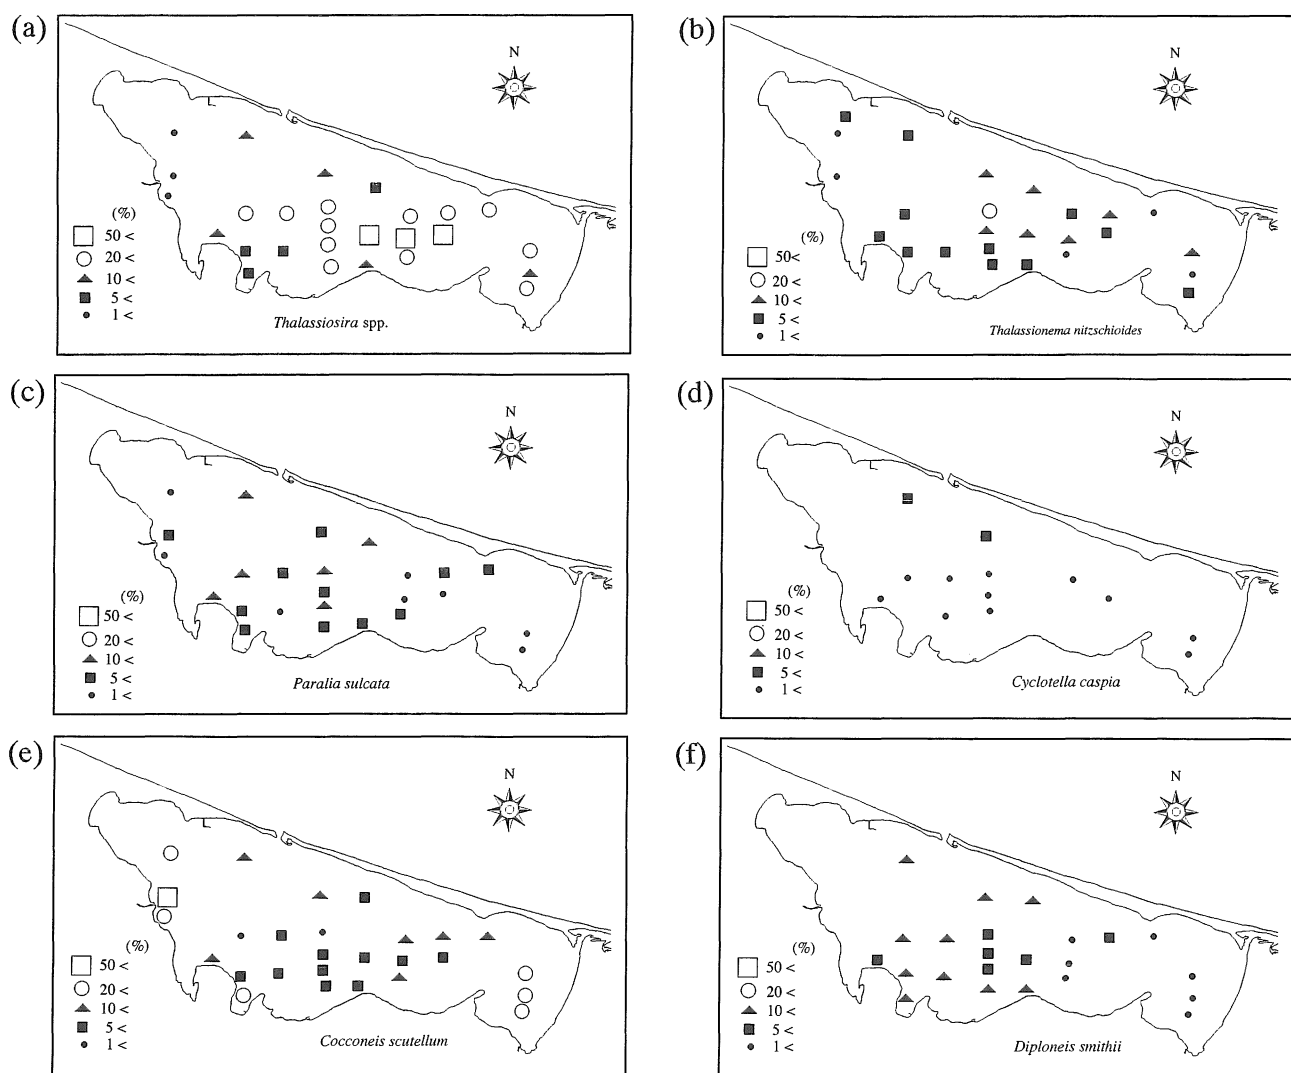 (a)
N
(%)
50 <
20 <
10 <
5 <
1 <
Thalassiosira spp.
(b)
N
(%)
50<
20 <
10 <
5 <
1 <
Thalassionema nitzschioides
(c)
N
(%)
50 <
20 <
10 <
5 <
1 <
Paralia sulcata
(d)
N
(%)
50 <
20 <
10 <
5 <
1 <
Cyclotella caspia
(e)
N
(%)
50 <
20 <
10 <
5 <
1 <
Cocconeis scutellum
(f)
N
(%)
50 <
20 <
10 <
5 <
1 <
Diploneis smithii